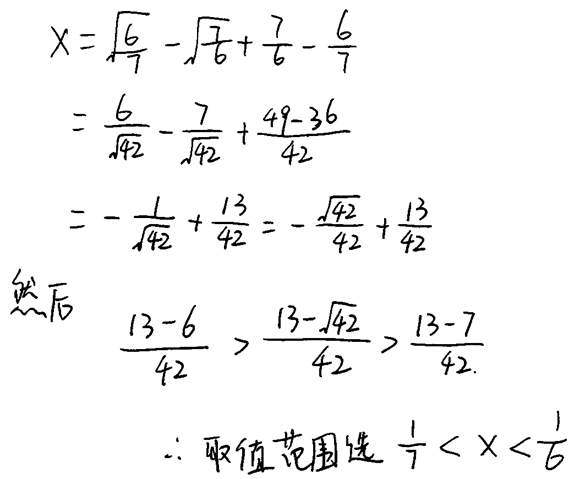 X = √(6/7) - √(7/6) + 7/6 - 6/7
= 6/√42 - 7/√42 + (49-36)/42
= - 1/√42 + 13/42 = - √42/42 + 13/42
然后 (13-6)/42 > (13-√42)/42 > (13-7)/42.
∴ 取值范围选 1/7 < x < 1/6